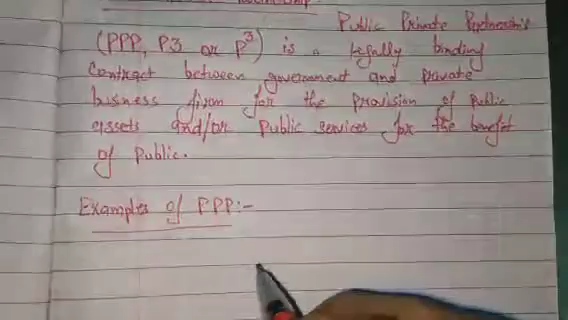 Public Private Partnership
(PPP, P3 or P³) is a legally binding
contract between government and private
business firm for the provision of public
assets and/or public services for the benefit
of Public.
Examples of PPP:-